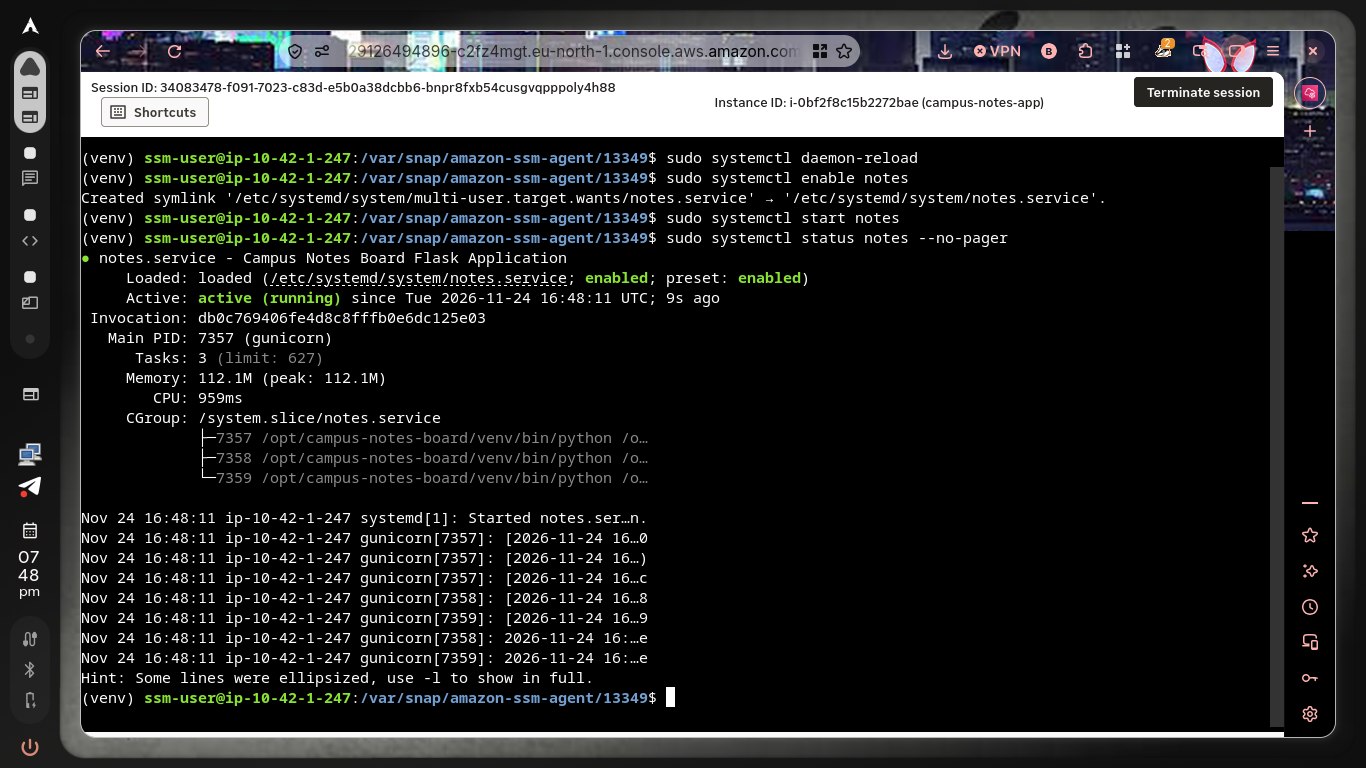 29126494896-c2fz4mgt.eu-north-1.console.aws.amazon.com
VPN
B
2
Session ID: 34083478-f091-7023-c83d-e5b0a38dcbb6-bnpr8fxb54cusgvqpppoly4h88
Shortcuts
Instance ID: i-0bf2f8c15b2272bae (campus-notes-app)
Terminate session
(venv) ssm-user@ip-10-42-1-247:/var/snap/amazon-ssm-agent/13349$ sudo systemctl daemon-reload
(venv) ssm-user@ip-10-42-1-247:/var/snap/amazon-ssm-agent/13349$ sudo systemctl enable notes
Created symlink '/etc/systemd/system/multi-user.target.wants/notes.service' → '/etc/systemd/system/notes.service'.
(venv) ssm-user@ip-10-42-1-247:/var/snap/amazon-ssm-agent/13349$ sudo systemctl start notes
(venv) ssm-user@ip-10-42-1-247:/var/snap/amazon-ssm-agent/13349$ sudo systemctl status notes --no-pager
● notes.service - Campus Notes Board Flask Application
Loaded: loaded (/etc/systemd/system/notes.service; enabled; preset: enabled)
Active: active (running) since Tue 2026-11-24 16:48:11 UTC; 9s ago
Invocation: db0c769406fe4d8c8fffb0e6dc125e03
Main PID: 7357 (gunicorn)
Tasks: 3 (limit: 627)
Memory: 112.1M (peak: 112.1M)
CPU: 959ms
CGroup: /system.slice/notes.service
├─7357 /opt/campus-notes-board/venv/bin/python /o…
├─7358 /opt/campus-notes-board/venv/bin/python /o…
└─7359 /opt/campus-notes-board/venv/bin/python /o…
Nov 24 16:48:11 ip-10-42-1-247 systemd[1]: Started notes.ser…n.
Nov 24 16:48:11 ip-10-42-1-247 gunicorn[7357]: [2026-11-24 16…0
Nov 24 16:48:11 ip-10-42-1-247 gunicorn[7357]: [2026-11-24 16…)
Nov 24 16:48:11 ip-10-42-1-247 gunicorn[7357]: [2026-11-24 16…c
Nov 24 16:48:11 ip-10-42-1-247 gunicorn[7358]: [2026-11-24 16…8
Nov 24 16:48:11 ip-10-42-1-247 gunicorn[7359]: [2026-11-24 16…9
Nov 24 16:48:11 ip-10-42-1-247 gunicorn[7358]: 2026-11-24 16:…e
Nov 24 16:48:11 ip-10-42-1-247 gunicorn[7359]: 2026-11-24 16:…e
Hint: Some lines were ellipsized, use -l to show in full.
(venv) ssm-user@ip-10-42-1-247:/var/snap/amazon-ssm-agent/13349$
07
48
pm